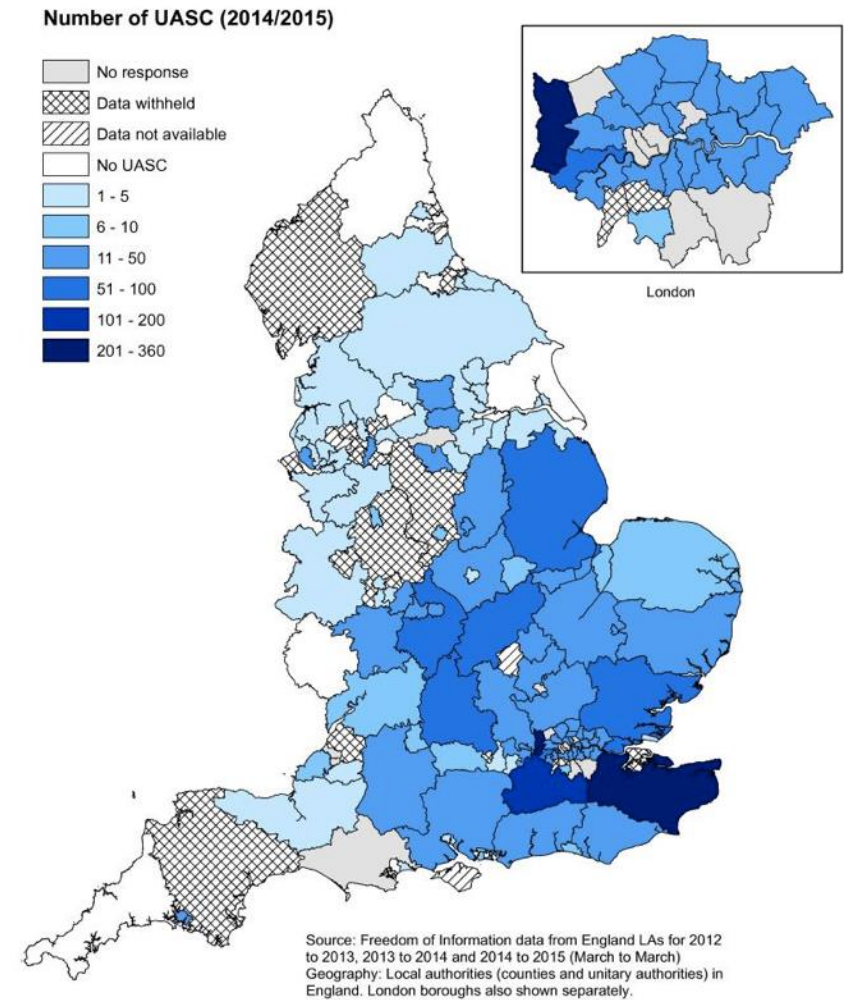 Number of UASC (2014/2015)
No response
Data withheld
Data not available
No UASC
1 - 5
6 - 10
11 - 50
51 - 100
101 - 200
201 - 360
London
Source: Freedom of Information data from England LAs for 2012
to 2013, 2013 to 2014 and 2014 to 2015 (March to March)
Geography: Local authorities (counties and unitary authorities) in
England. London boroughs also shown separately.